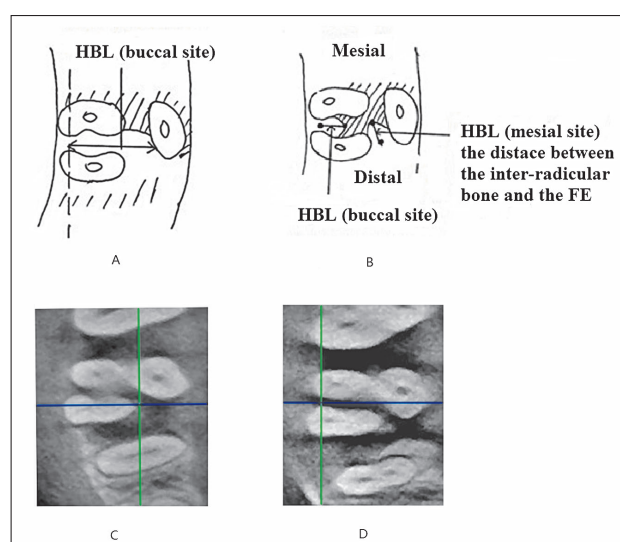 HBL (buccal site)
A
Mesial
HBL (mesial site)
the distace between
the inter-radicular
bone and the FE
Distal
HBL (buccal site)
B
C
D